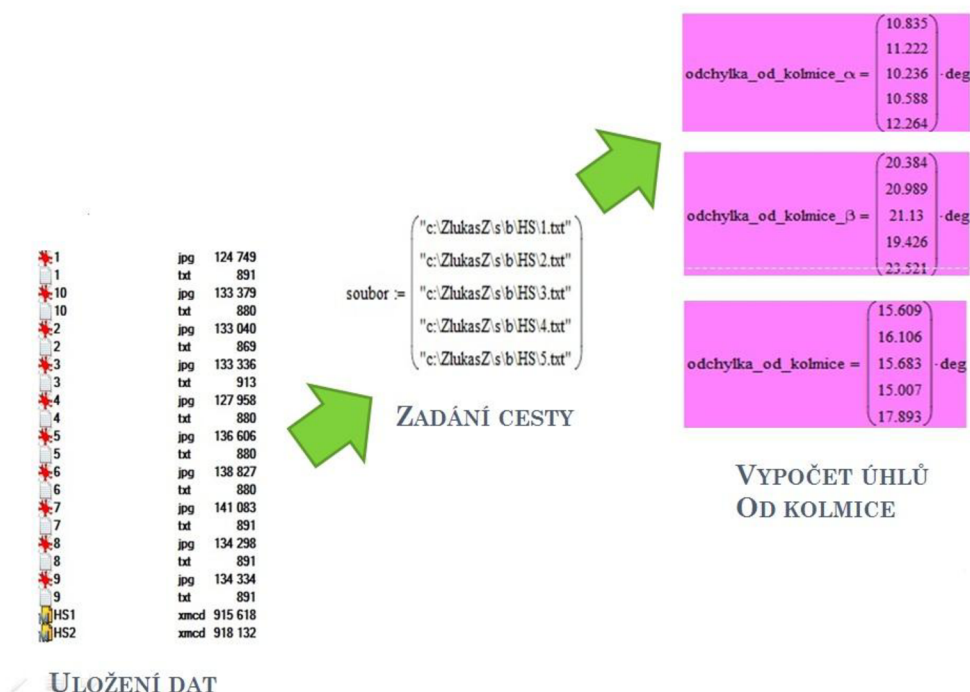 1 jpg 124 749
1 txt 891
10 jpg 133 379
10 txt 880
2 jpg 133 040
2 txt 869
3 jpg 133 336
3 txt 913
4 jpg 127 958
4 txt 880
5 jpg 136 606
5 txt 880
6 jpg 138 827
6 txt 880
7 jpg 141 083
7 txt 891
8 jpg 134 298
8 txt 891
9 jpg 134 334
9 txt 891
HS1 xmcd 915 618
HS2 xmcd 918 132
ULOŽENÍ DAT
"c:\ZlukasZ\s\b\HS\1.txt"
"c:\ZlukasZ\s\b\HS\2.txt"
soubor := "c:\ZlukasZ\s\b\HS\3.txt"
"c:\ZlukasZ\s\b\HS\4.txt"
"c:\ZlukasZ\s\b\HS\5.txt"
ZADÁNÍ CESTY
10.835
11.222
odchylka_od_kolmice_α = 10.236 ·deg
10.588
12.264
20.384
20.989
odchylka_od_kolmice_β = 21.13 ·deg
19.426
23.521
15.609
16.106
odchylka_od_kolmice = 15.683 ·deg
15.007
17.893
VYPOČET ÚHLŮ
OD KOLMICE